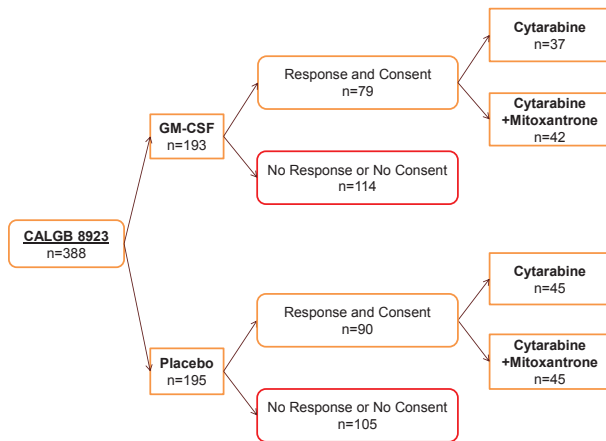 CALGB 8923
n=388
GM-CSF
n=193
Response and Consent
n=79
Cytarabine
n=37
Cytarabine
+Mitoxantrone
n=42
No Response or No Consent
n=114
Placebo
n=195
Response and Consent
n=90
Cytarabine
n=45
Cytarabine
+Mitoxantrone
n=45
No Response or No Consent
n=105